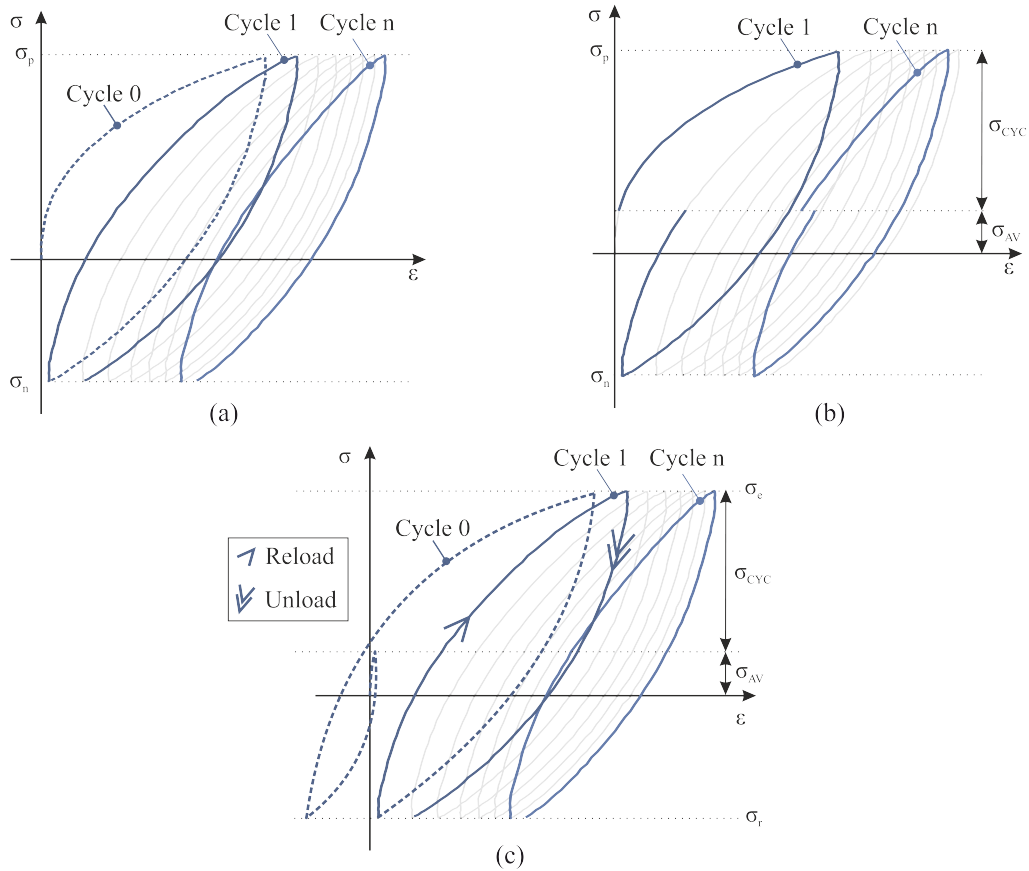 σ
Cycle 1
Cycle n
σp
Cycle 0
ε
σn
(a)
σ
Cycle 1
Cycle n
σp
σCYC
σAV
ε
σn
(b)
σ
Cycle 1
Cycle n
σe
Cycle 0
Reload
Unload
σCYC
σAV
ε
σr
(c)